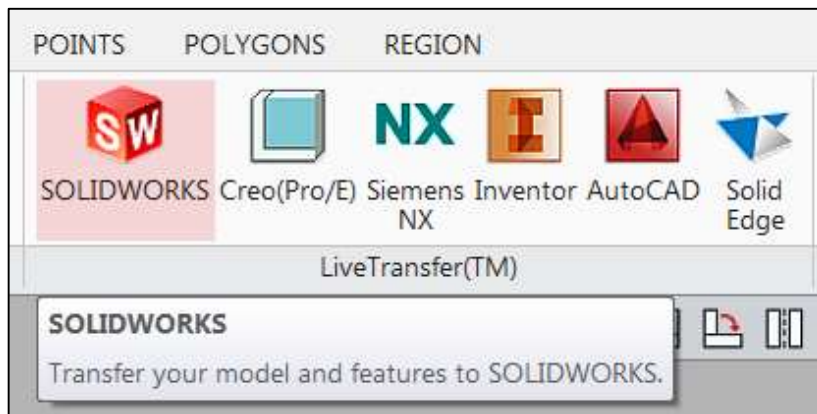 POINTS POLYGONS REGION
SW NX I
SOLIDWORKS Creo(Pro/E) Siemens NX Inventor AutoCAD Solid Edge
LiveTransfer(TM)
SOLIDWORKS
Transfer your model and features to SOLIDWORKS.